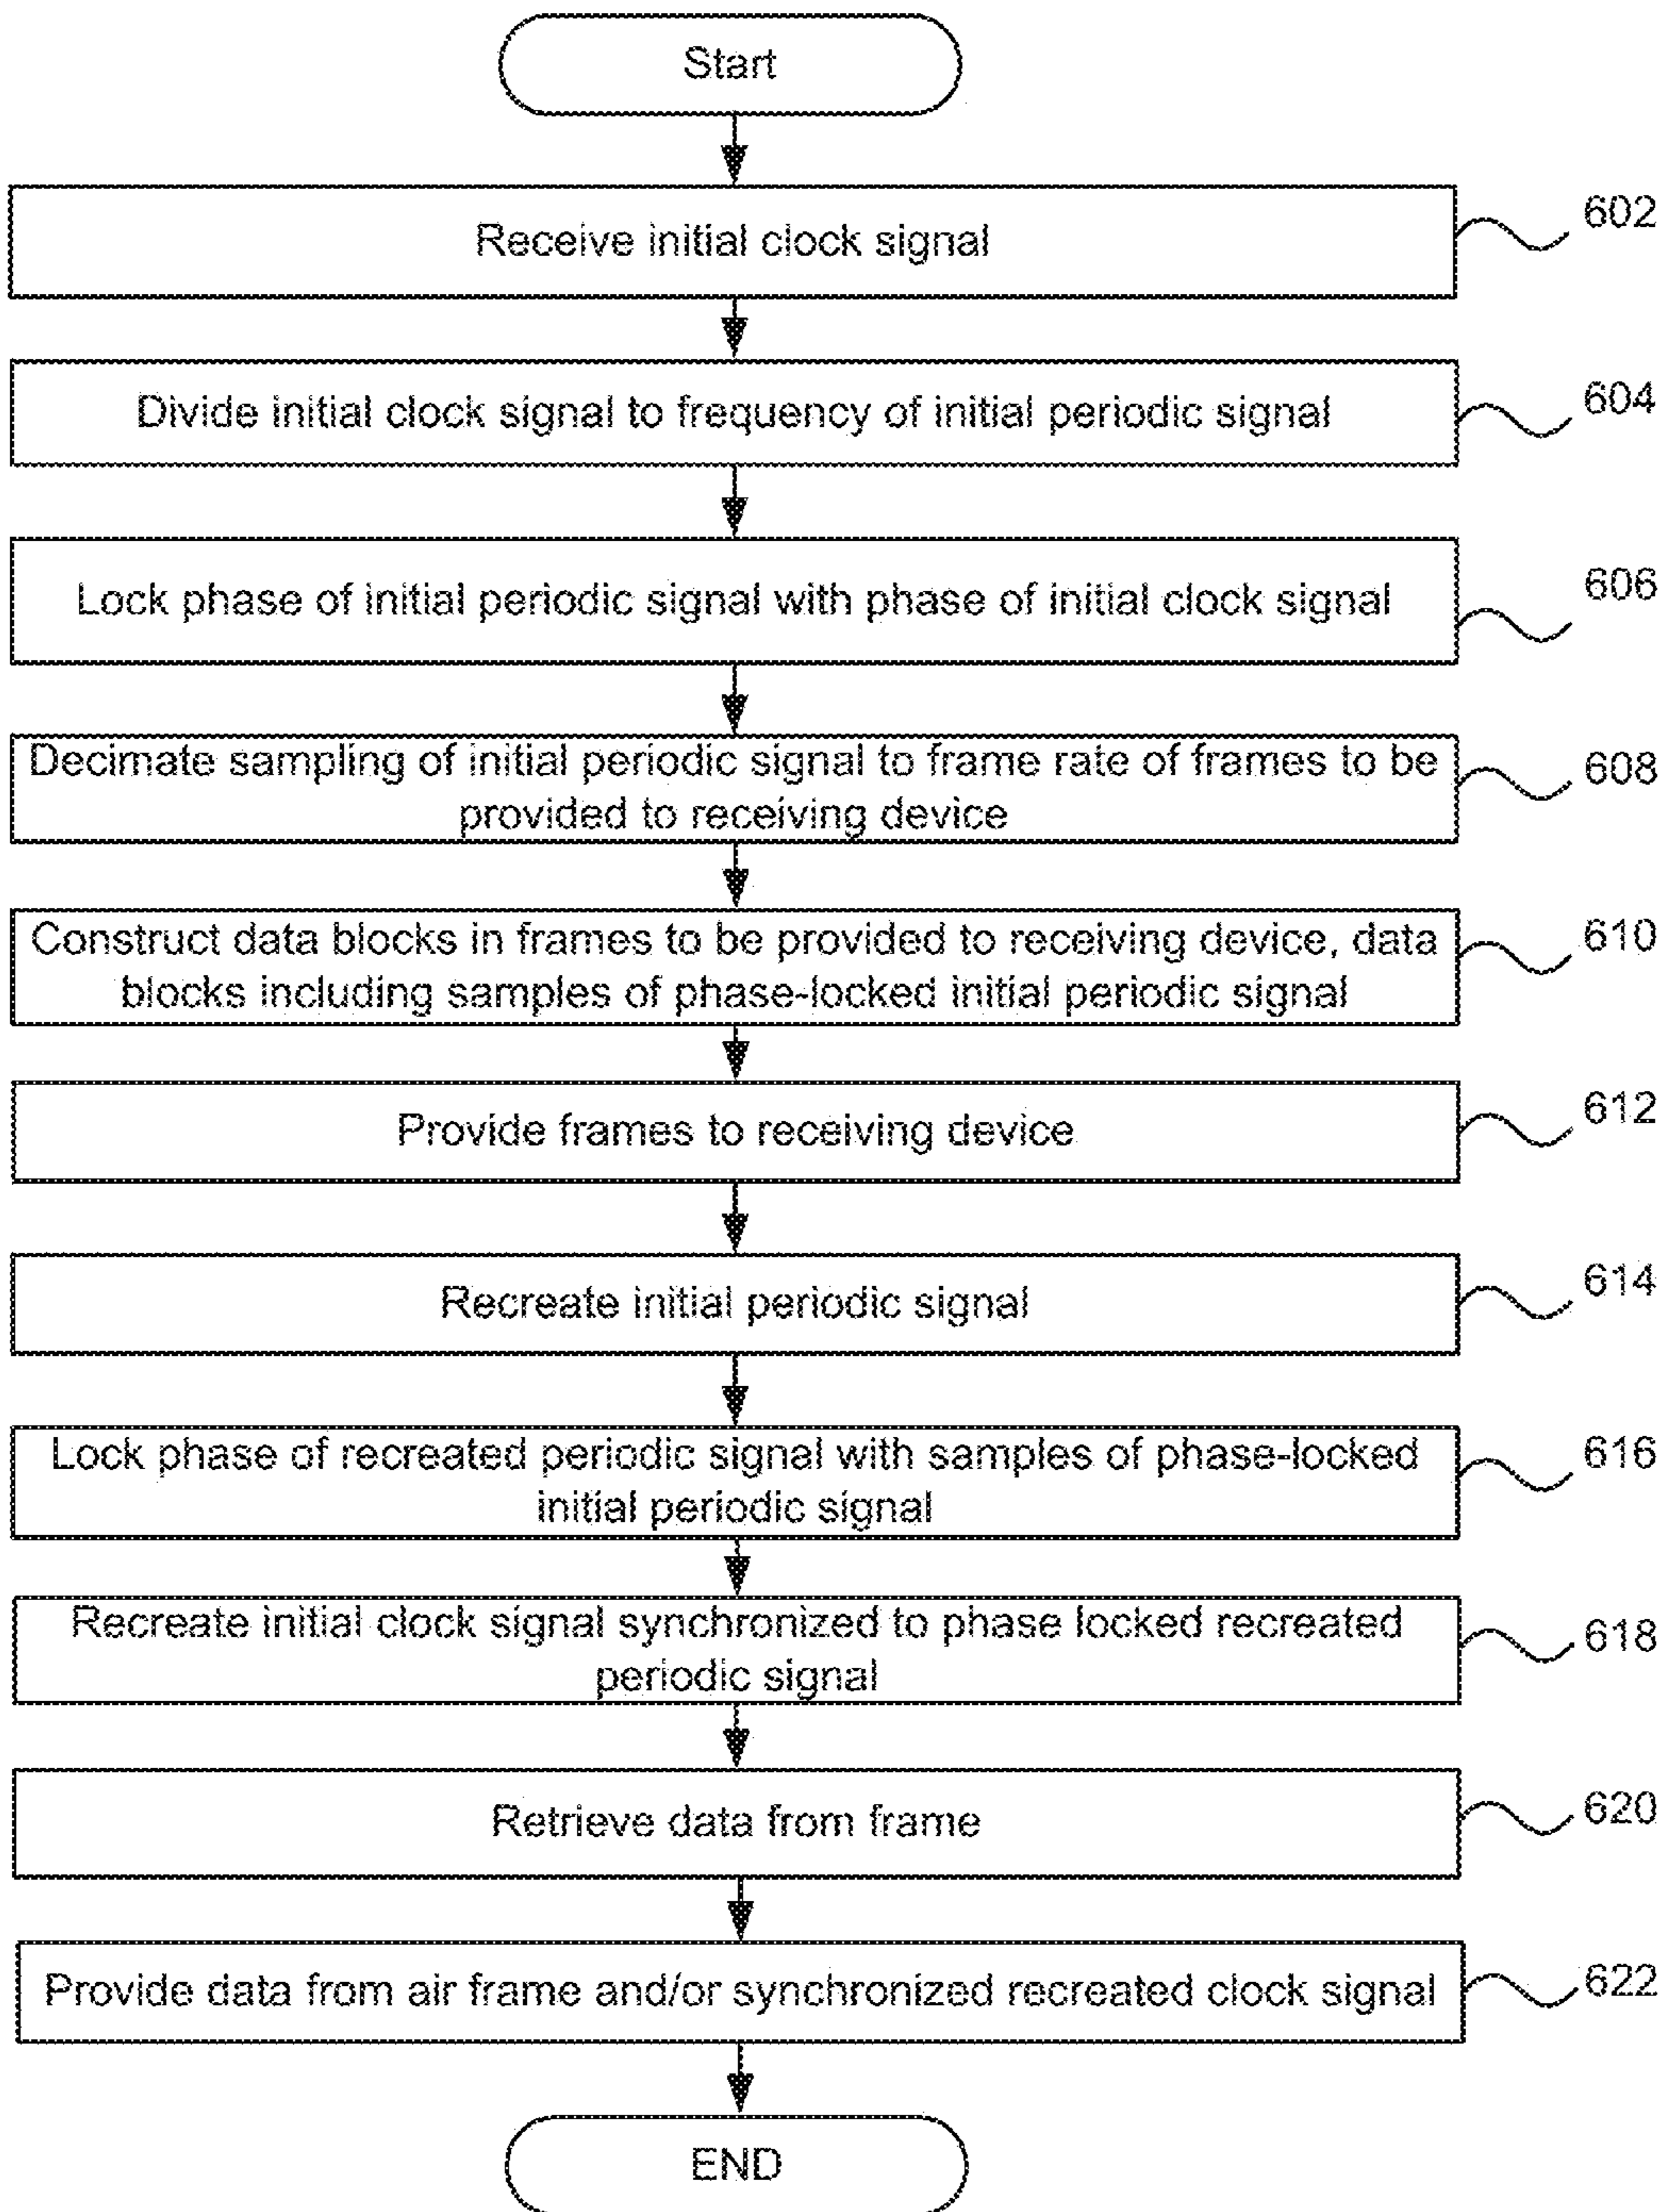 Start
Receive initial clock signal
602
Divide initial clock signal to frequency of initial periodic signal
604
Lock phase of initial periodic signal with phase of initial clock signal
606
Decimate sampling of initial periodic signal to frame rate of frames to be
provided to receiving device
608
Construct data blocks in frames to be provided to receiving device, data
blocks including samples of phase-locked initial periodic signal
610
Provide frames to receiving device
612
Recreate initial periodic signal
614
Lock phase of recreated periodic signal with samples of phase-locked
initial periodic signal
616
Recreate initial clock signal synchronized to phase locked recreated
periodic signal
618
Retrieve data from frame
620
Provide data from air frame and/or synchronized recreated clock signal
622
END